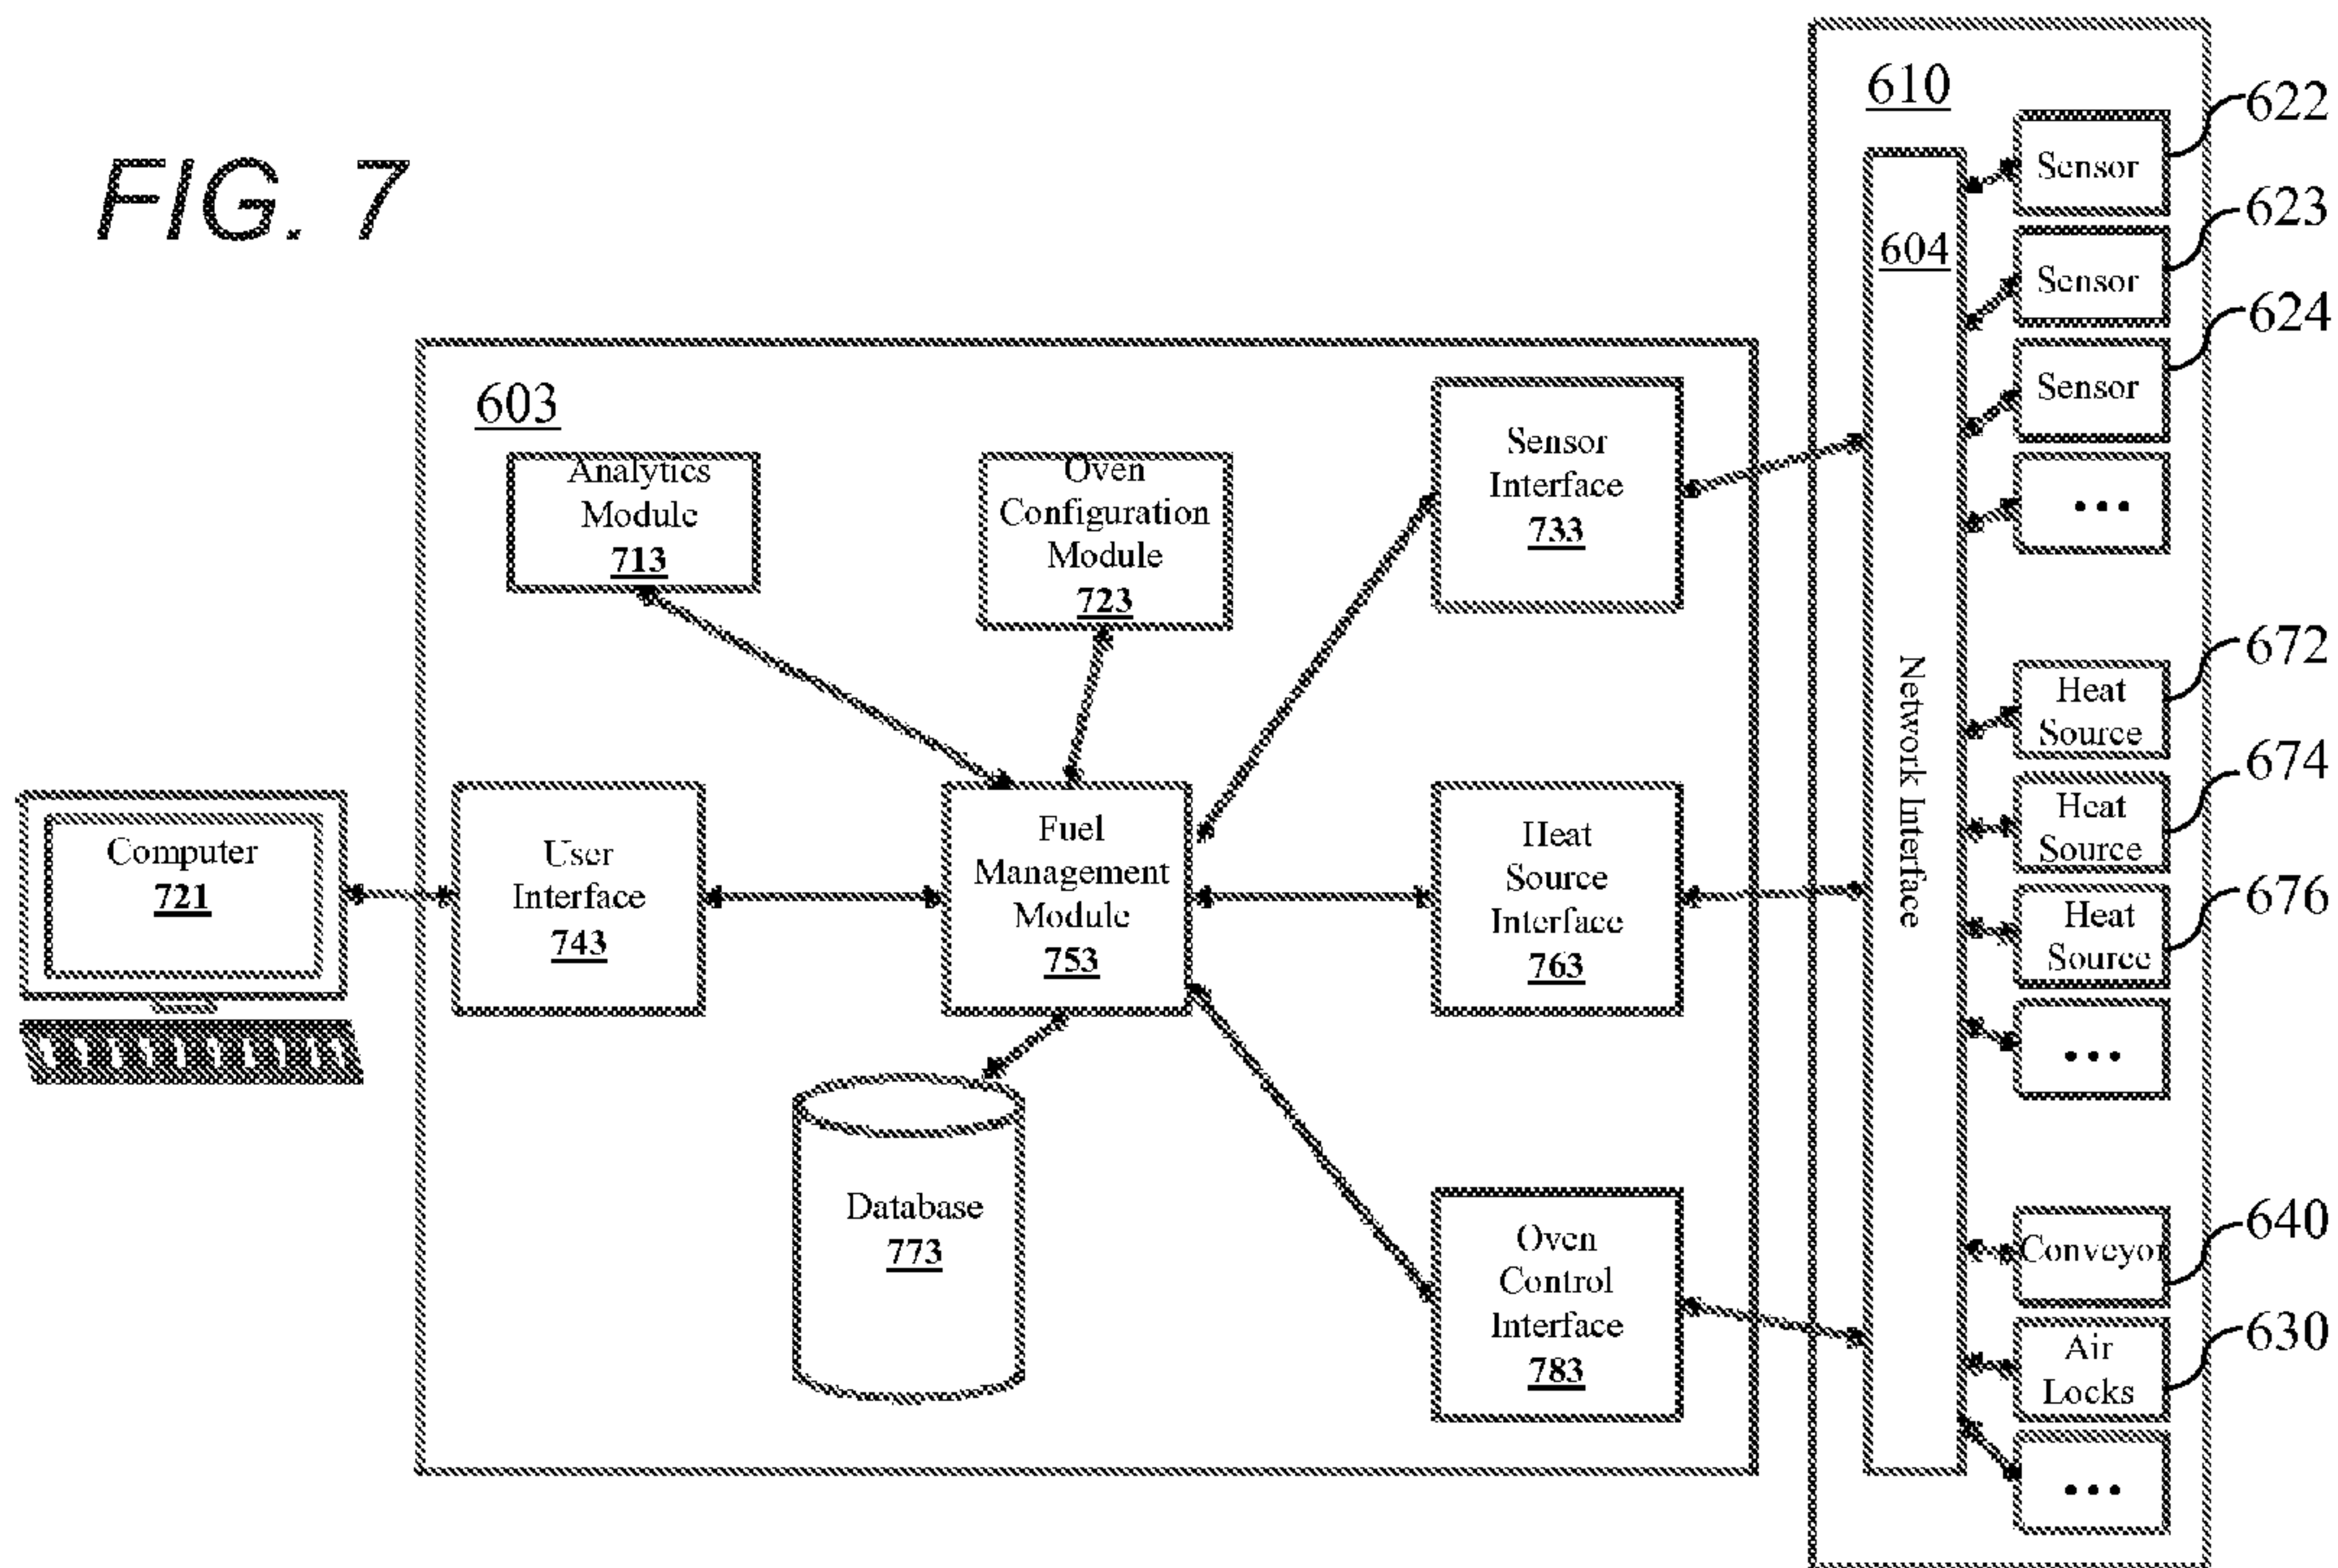 FIG. 7
603
Analytics
Module
713
Oven
Configuration
Module
723
Sensor
Interface
733
Computer
721
User
Interface
743
Fuel
Management
Module
753
Heat
Source
Interface
763
Database
773
Oven
Control
Interface
783
610
604
Network Interface
Sensor
622
Sensor
623
Sensor
624
...
Heat
Source
672
Heat
Source
674
Heat
Source
676
...
Conveyor
640
Air
Locks
630
...